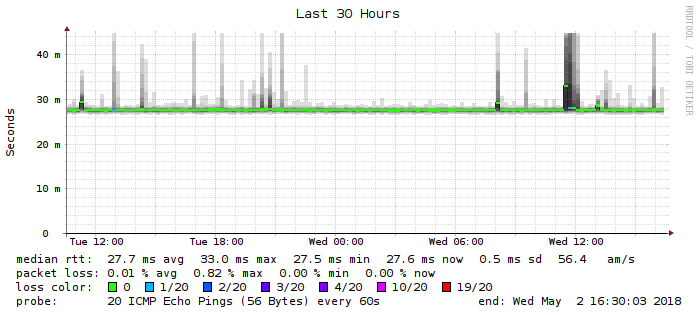 Last 30 Hours
RRDTOOL / TOBI OETIKER
Seconds
40 m
30 m
20 m
10 m
0
Tue 12:00 Tue 18:00 Wed 00:00 Wed 06:00 Wed 12:00
median rtt: 27.7 ms avg 33.0 ms max 27.5 ms min 27.6 ms now 0.5 ms sd 56.4 am/s
packet loss: 0.01 % avg 0.82 % max 0.00 % min 0.00 % now
loss color: 0 1/20 2/20 3/20 4/20 10/20 19/20
probe: 20 ICMP Echo Pings (56 Bytes) every 60s end: Wed May 2 16:30:03 2018